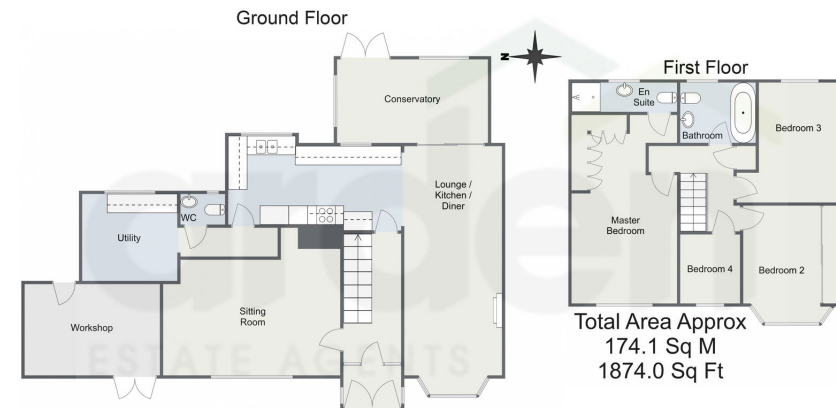 Ground Floor
N
Conservatory
Lounge /
Kitchen /
Diner
WC
Utility
Sitting
Room
Workshop
First Floor
En
Suite
Bathroom
Bedroom 3
Master
Bedroom
Bedroom 4
Bedroom 2
Total Area Approx
174.1 Sq M
1874.0 Sq Ft
arden
ESTATE AGENTS